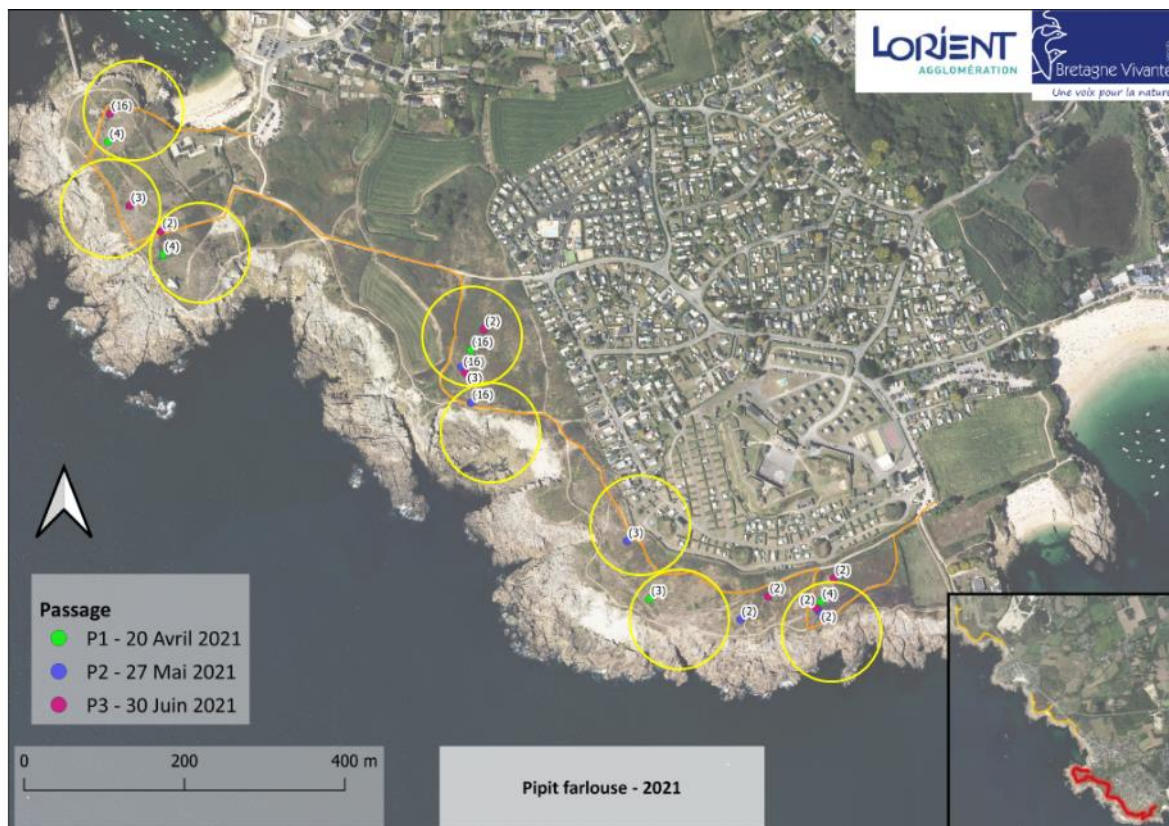 LORIENT
AGGLOMÉRATION
Bretagne Vivante
Une voix pour la nature
(16)
(4)
(3)
(2)
(4)
(2)
(16)
(16)
(3)
(16)
(3)
(3)
(2)
(2)
(2)
(2)
(4)
(2)
Passage
P1 - 20 Avril 2021
P2 - 27 Mai 2021
P3 - 30 Juin 2021
0 200 400 m
Pipit farlouse - 2021